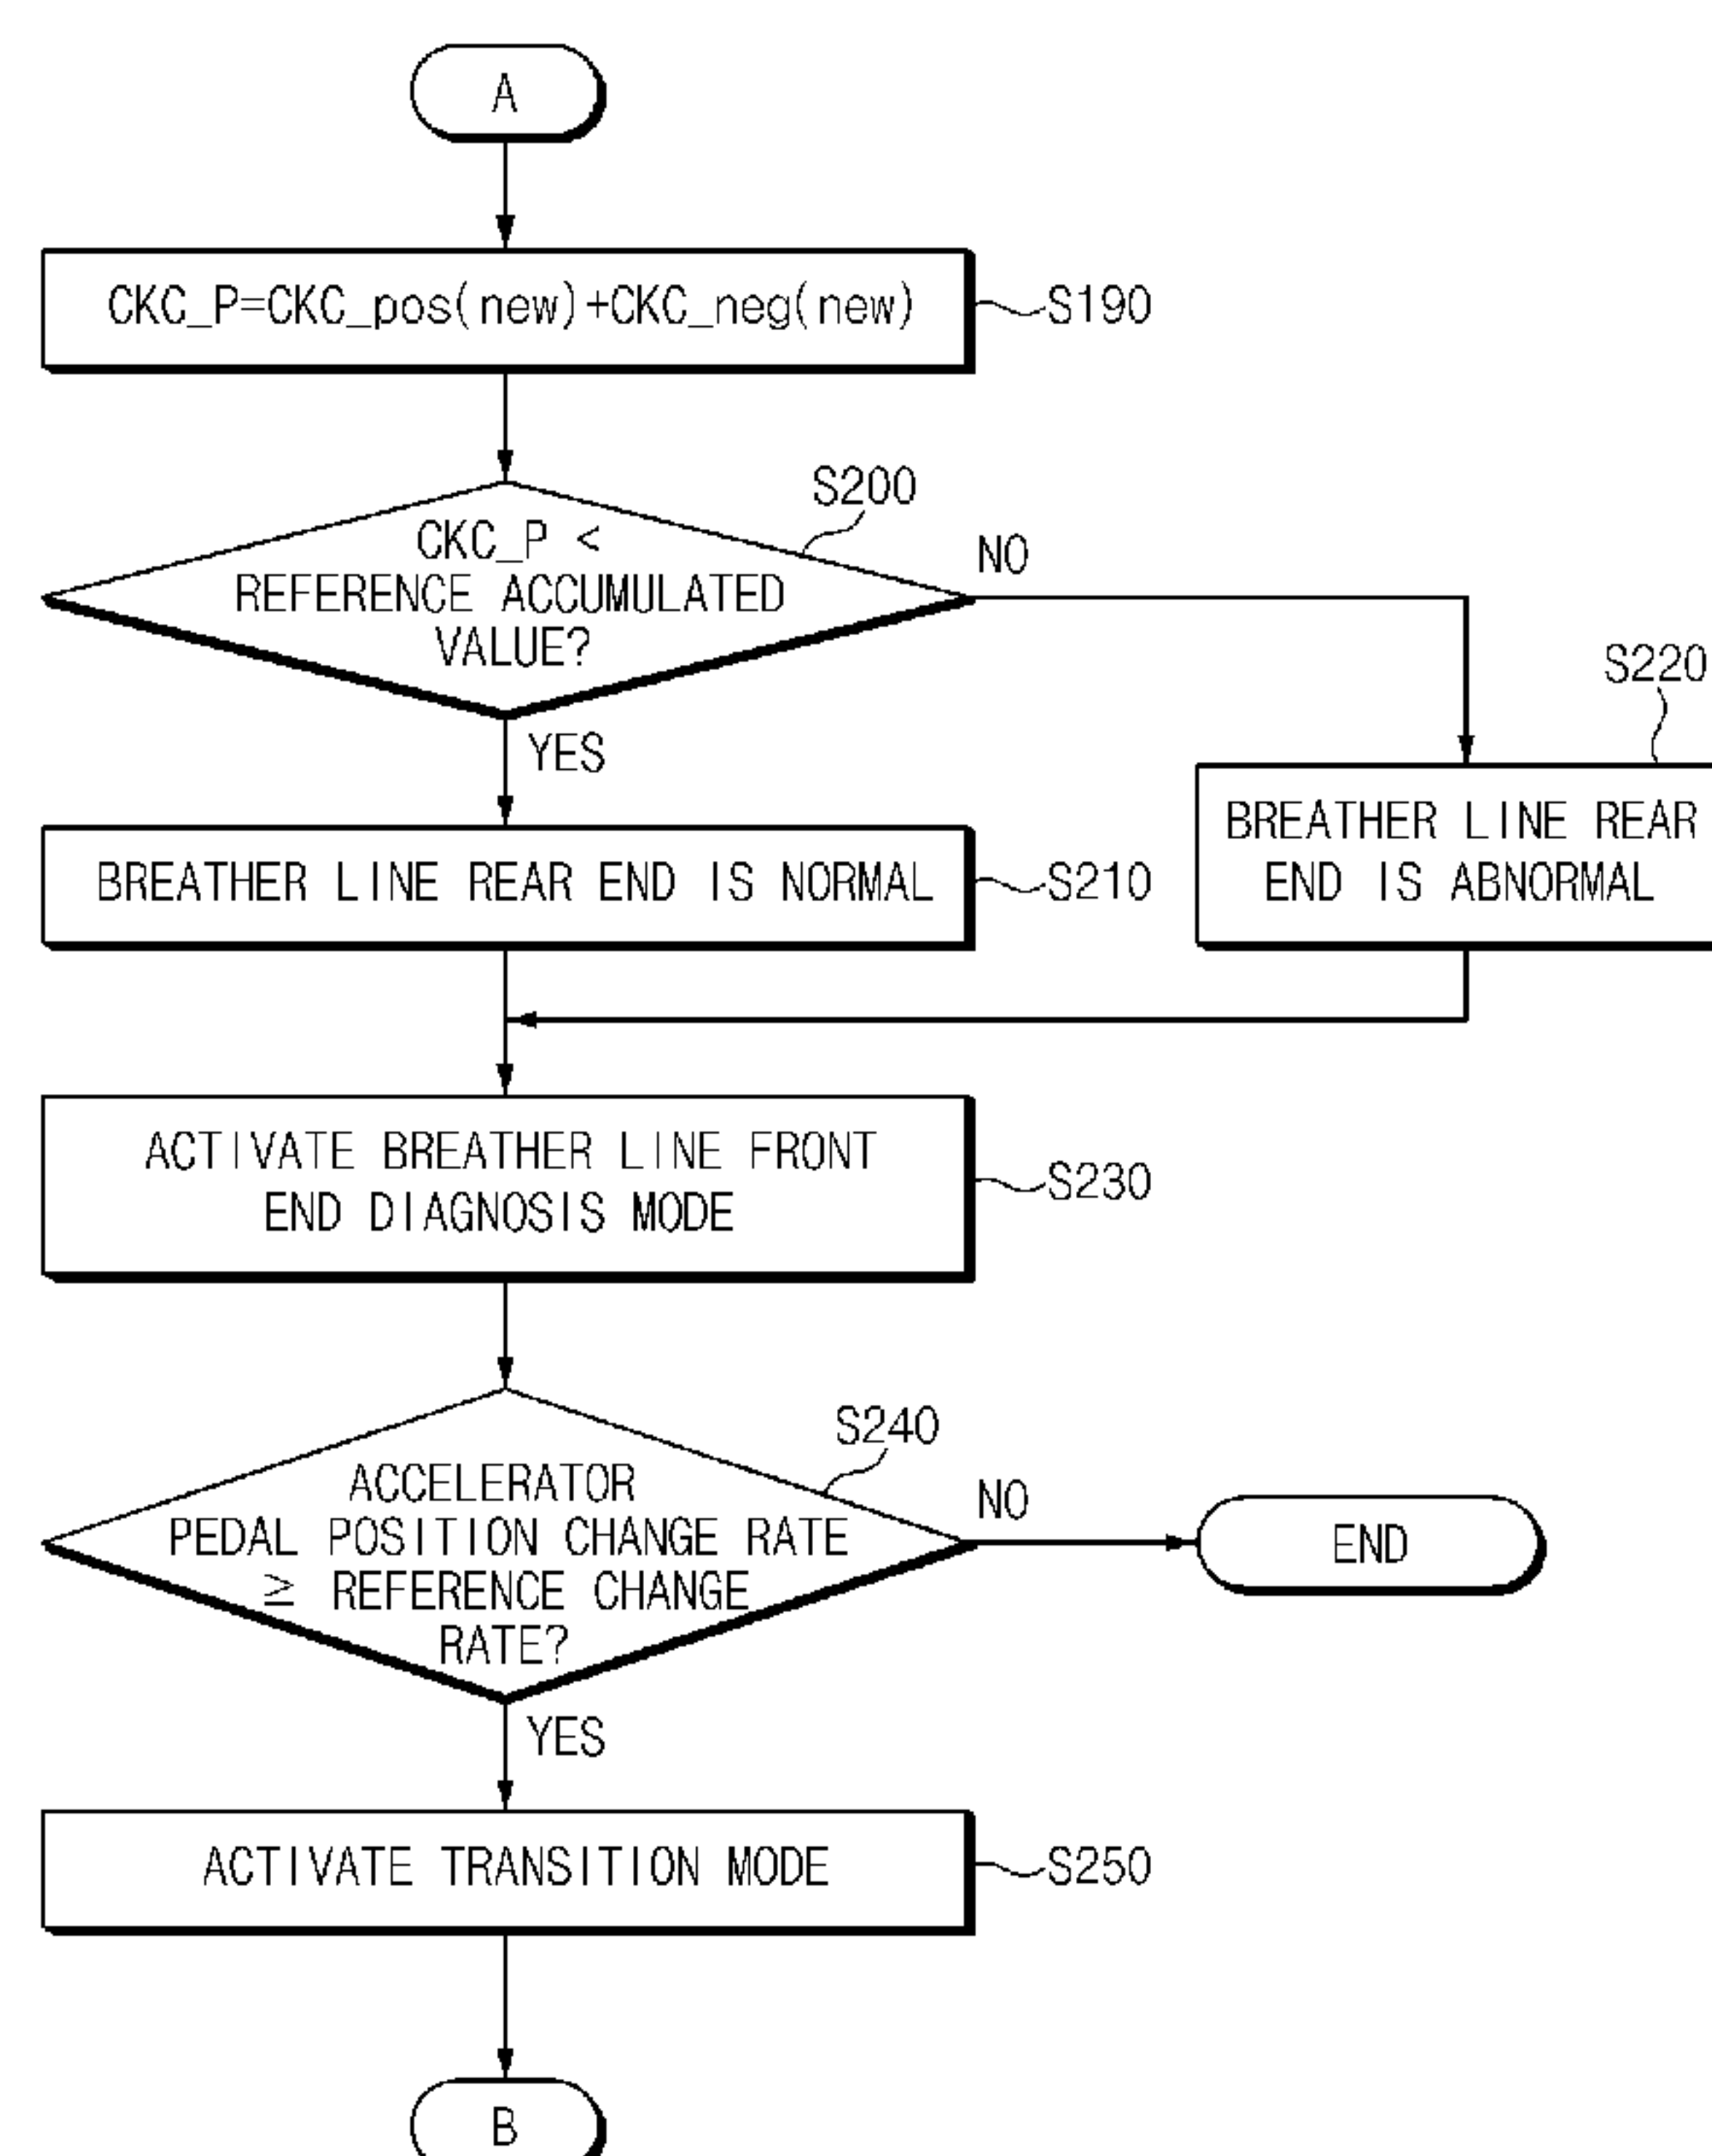 A
CKC_P=CKC_pos(new)+CKC_neg(new)
S190
S200
CKC_P <
REFERENCE ACCUMULATED
VALUE?
NO
YES
S220
BREATHER LINE REAR
END IS ABNORMAL
BREATHER LINE REAR END IS NORMAL
S210
ACTIVATE BREATHER LINE FRONT
END DIAGNOSIS MODE
S230
S240
ACCELERATOR
PEDAL POSITION CHANGE RATE
≥ REFERENCE CHANGE
RATE?
NO
END
YES
ACTIVATE TRANSITION MODE
S250
B